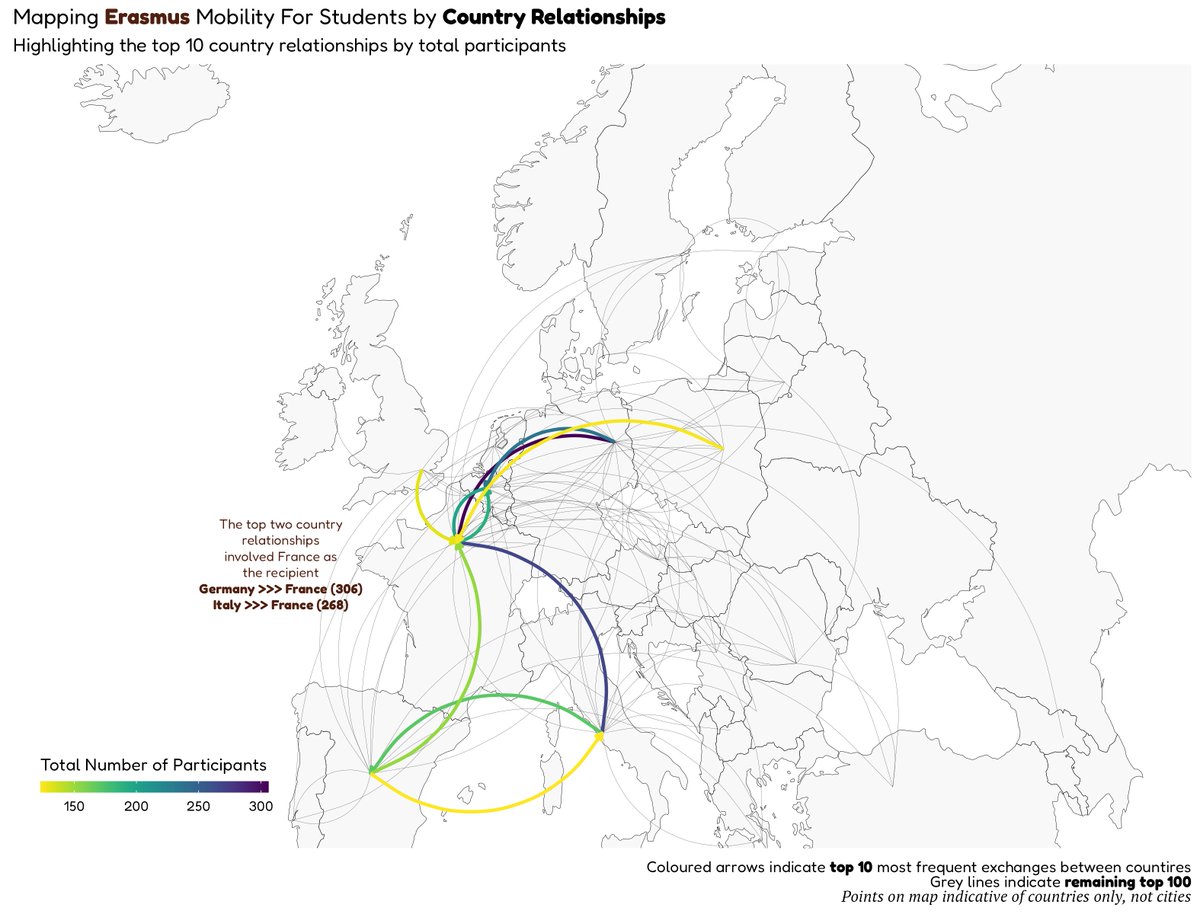 Mapping Erasmus Mobility For Students by Country Relationships
Highlighting the top 10 country relationships by total participants
The top two country
relationships
involved France as
the recipient
Germany >>> France (306)
Italy >>> France (268)
Total Number of Participants
150 200 250 300
Coloured arrows indicate top 10 most frequent exchanges between countires
Grey lines indicate remaining top 100
Points on map indicative of countries only, not cities